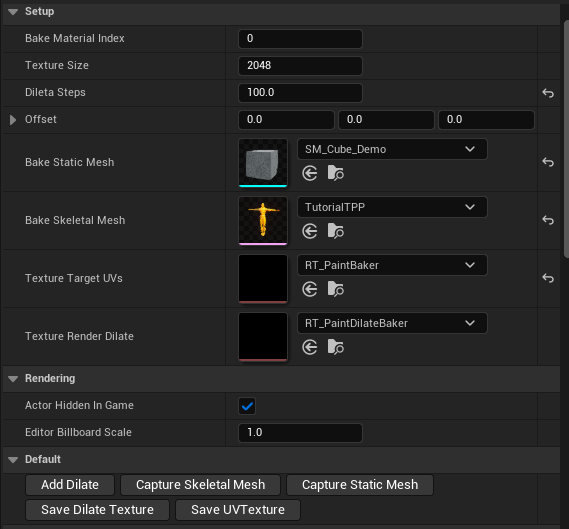 Setup
Bake Material Index 0
Texture Size 2048
Dileta Steps 100.0
Offset 0.0 0.0 0.0
Bake Static Mesh SM_Cube_Demo
Bake Skeletal Mesh TutorialTPP
Texture Target UVs RT_PaintBaker
Texture Render Dilate RT_PaintDilateBaker
Rendering
Actor Hidden In Game
Editor Billboard Scale 1.0
Default
Add Dilate Capture Skeletal Mesh Capture Static Mesh
Save Dilate Texture Save UVTexture